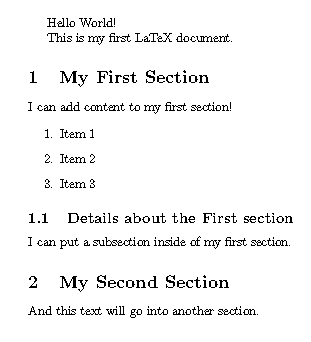 Hello World!
This is my first LaTeX document.
1 My First Section
I can add content to my first section!
1. Item 1
2. Item 2
3. Item 3
1.1 Details about the First section
I can put a subsection inside of my first section.
2 My Second Section
And this text will go into another section.